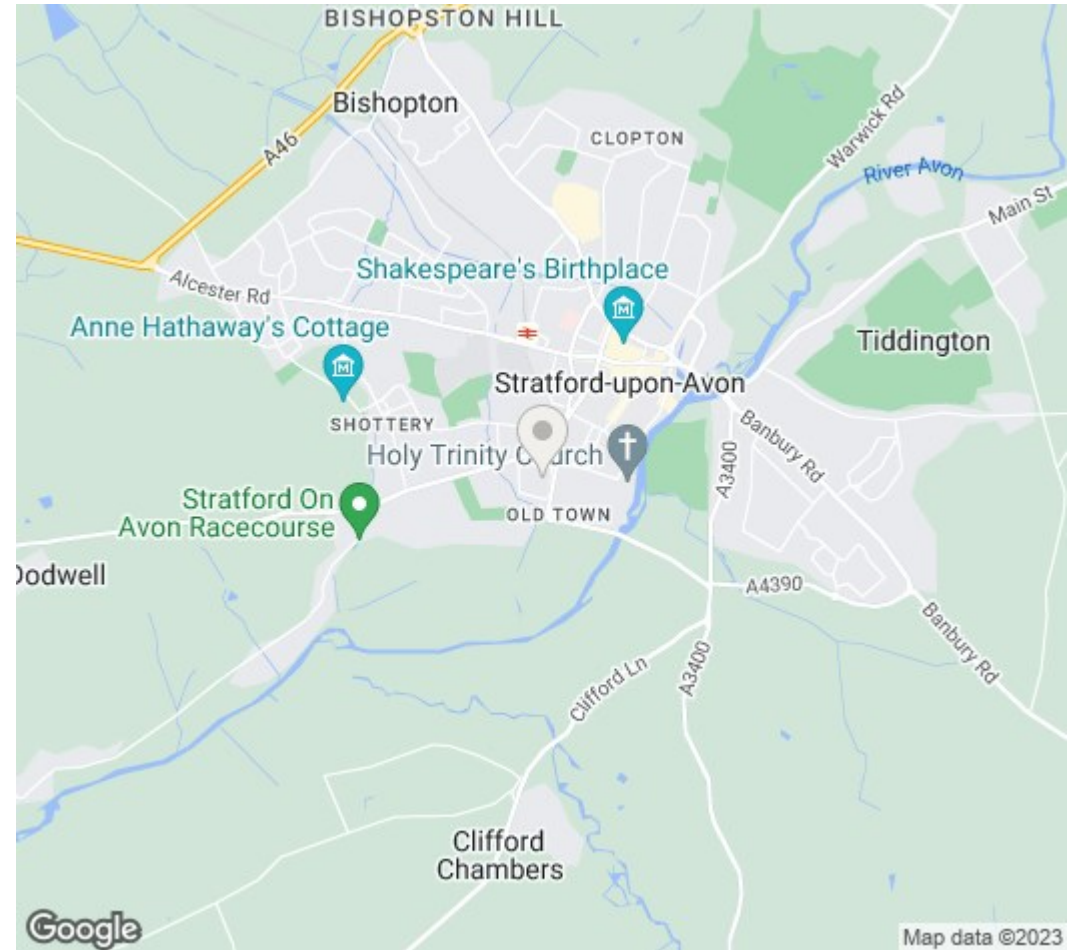 BISHOPSTON HILL
Bishopton
CLOPTON
A46
Warwick Rd
River Avon
Main St
Shakespeare's Birthplace
Alcester Rd
Anne Hathaway's Cottage
Tiddington
Stratford-upon-Avon
SHOTTERY
Banbury Rd
Holy Trinity Church
A3400
Stratford On
Avon Racecourse
OLD TOWN
Dodwell
A4390
Banbury Rd
Clifford Ln
A3400
Clifford
Chambers
Google
Map data ©2023